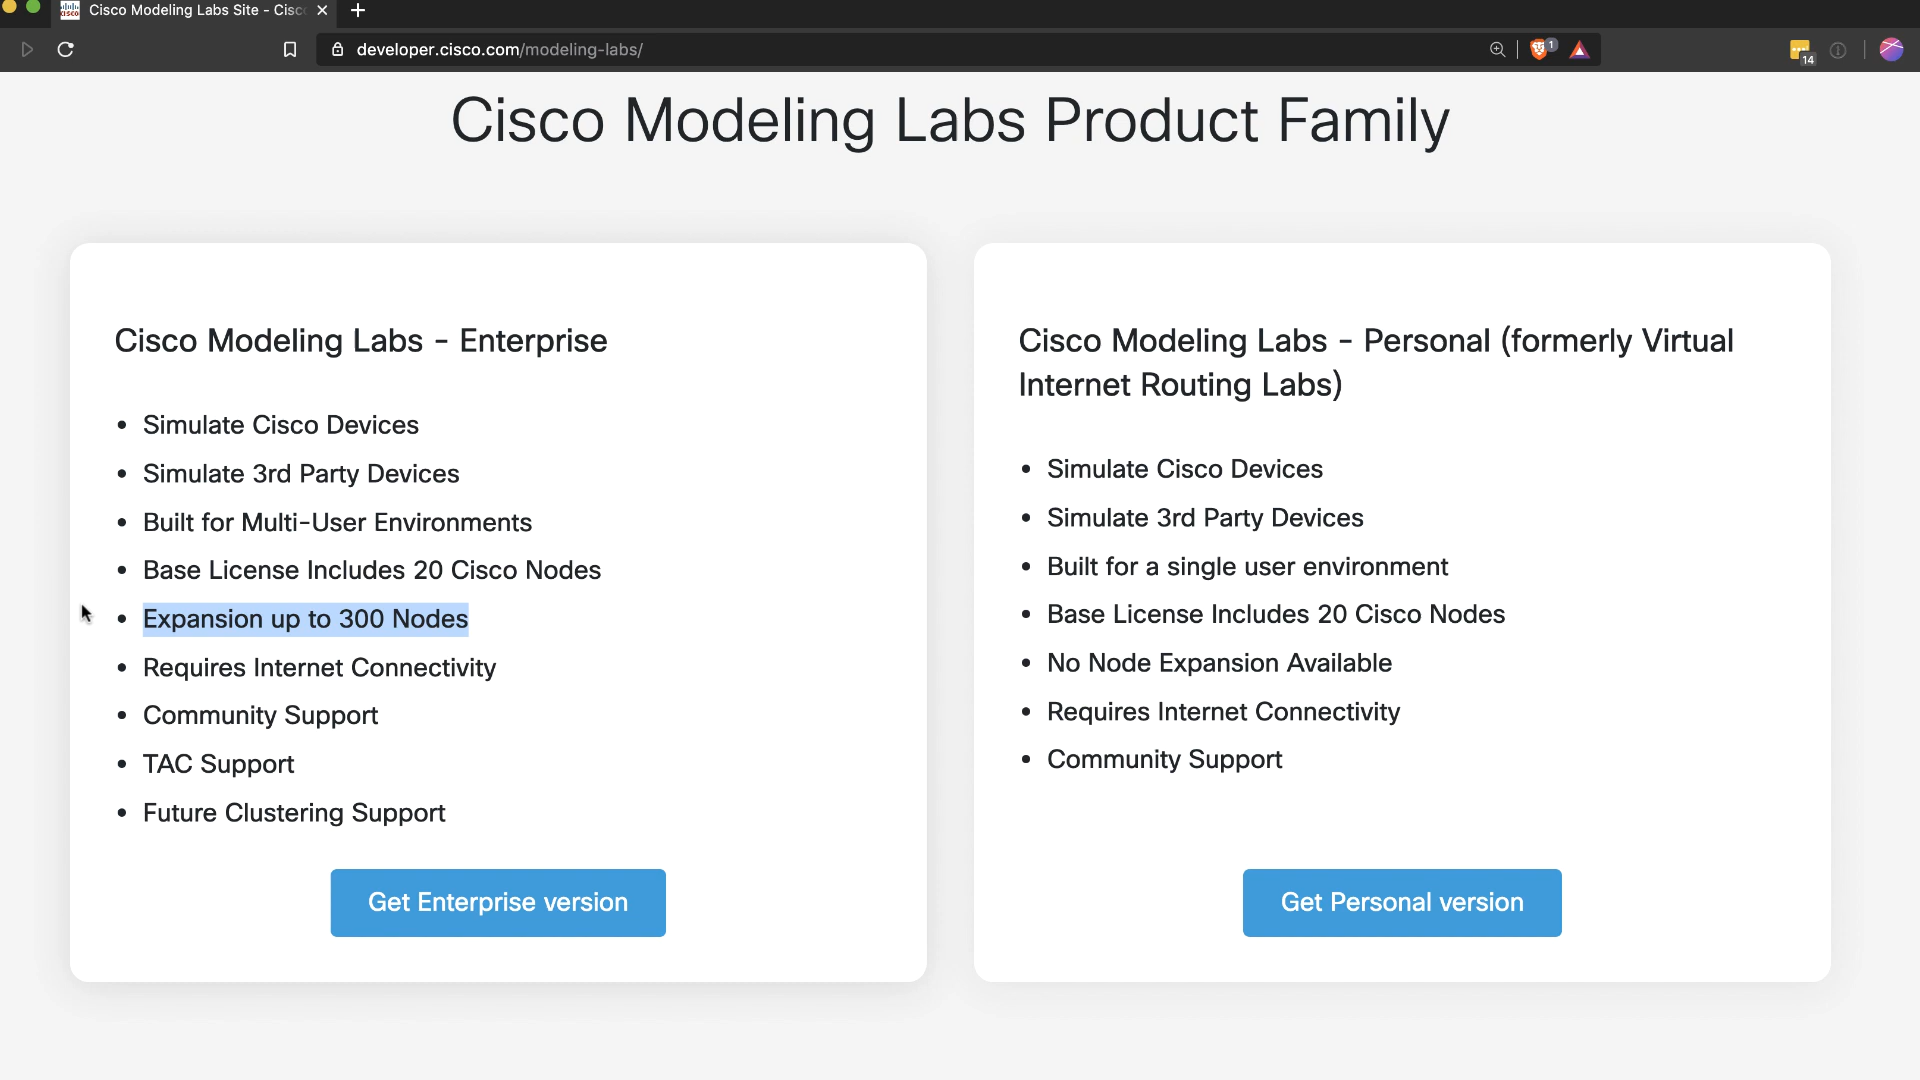 Cisco Modeling Labs Site - Cisc
developer.cisco.com/modeling-labs/
1
14
Cisco Modeling Labs Product Family
Cisco Modeling Labs - Enterprise
• Simulate Cisco Devices
• Simulate 3rd Party Devices
• Built for Multi-User Environments
• Base License Includes 20 Cisco Nodes
• Expansion up to 300 Nodes
• Requires Internet Connectivity
• Community Support
• TAC Support
• Future Clustering Support
Get Enterprise version
Cisco Modeling Labs - Personal (formerly Virtual
Internet Routing Labs)
• Simulate Cisco Devices
• Simulate 3rd Party Devices
• Built for a single user environment
• Base License Includes 20 Cisco Nodes
• No Node Expansion Available
• Requires Internet Connectivity
• Community Support
Get Personal version